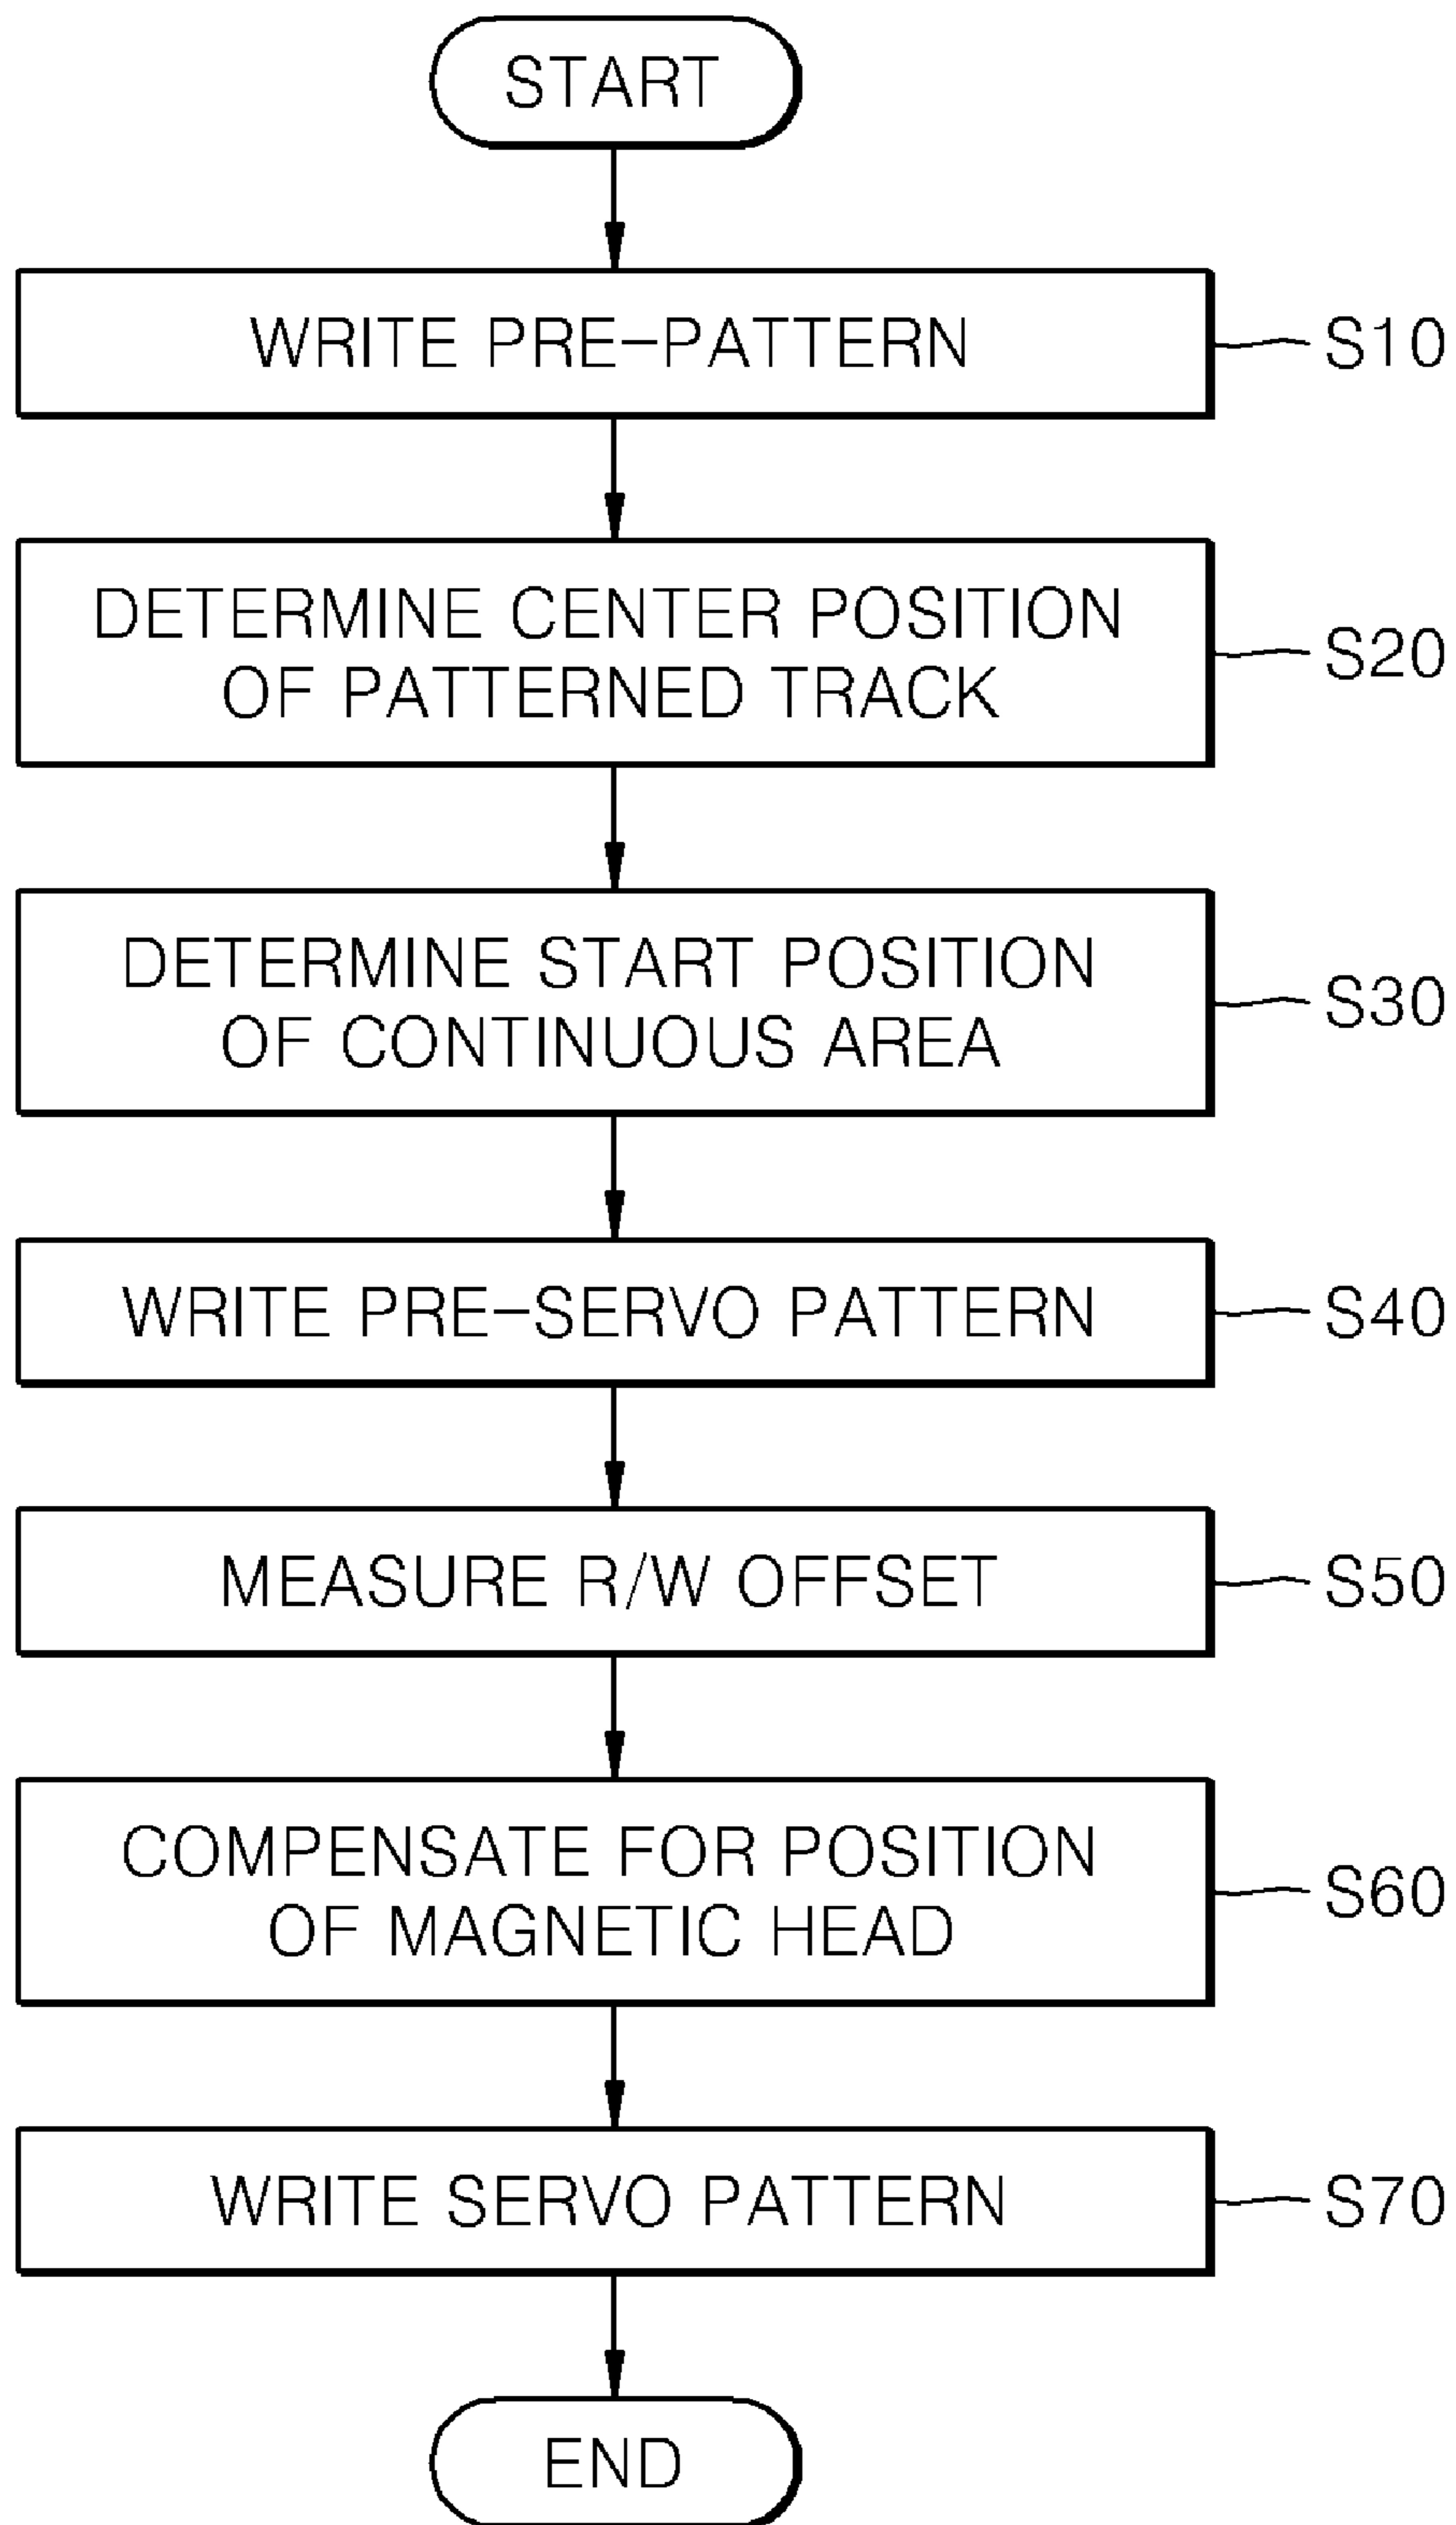 START
WRITE PRE-PATTERN
S10
DETERMINE CENTER POSITION
OF PATTERNED TRACK
S20
DETERMINE START POSITION
OF CONTINUOUS AREA
S30
WRITE PRE-SERVO PATTERN
S40
MEASURE R/W OFFSET
S50
COMPENSATE FOR POSITION
OF MAGNETIC HEAD
S60
WRITE SERVO PATTERN
S70
END